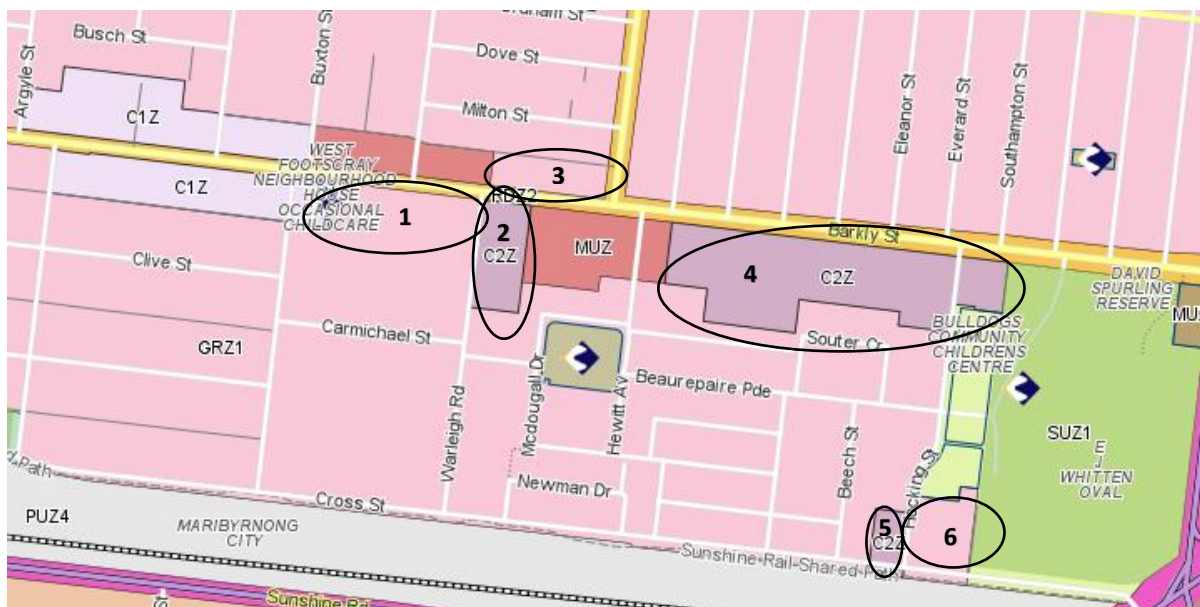 Busch St
Argyle St
Buxton St
Graham St
Dove St
Milton St
C1Z
C1Z
WEST
FOOTSCRAY
NEIGHBOURHOOD
HOUSE
OCCASIONAL
CHILDCARE
1
RDZ2
2
C2Z
3
MUZ
4
C2Z
Barkly St
Eleanor St
Everard St
Southampton St
DAVID
SPURLING
RESERVE
Clive St
GRZ1
Carmichael St
Souter Cr
BULLDOGS
COMMUNITY
CHILDRENS
CENTRE
Warleigh Rd
Mcdougall Dr
Hewitt Av
Beaurepaire Pde
Beech St
Hocking St
SUZ1
E
J
WHITTEN
OVAL
Newman Dr
Cross St
5
C2Z
6
Path
PUZ4
MARIBYRNONG
CITY
Sunshine Rail Shared Path
Sunshine Rd
St